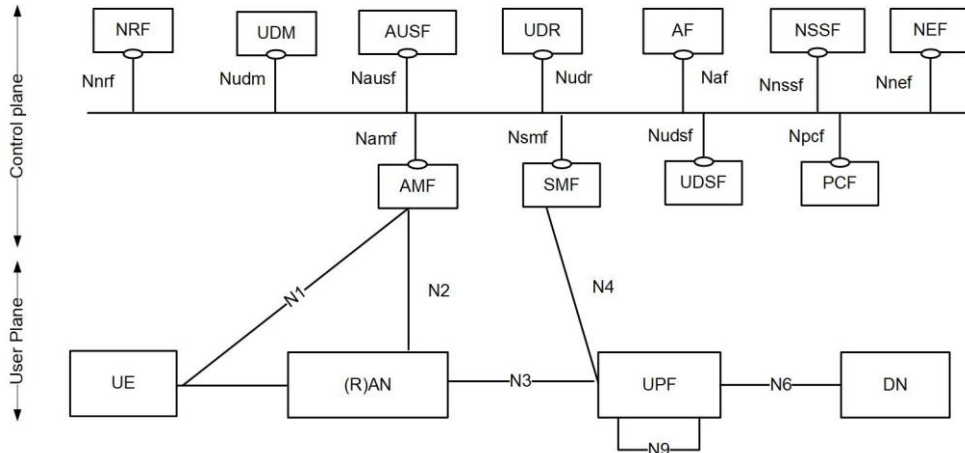 NRF UDM AUSF UDR AF NSSF NEF
Nnrf Nudm Nausf Nudr Naf Nnssf Nnef
Control plane
Namf Nsmf Nudsf Npcf
AMF SMF UDSF PCF
User Plane
N1 N2 N4
UE (R)AN N3 UPF N6 DN
N9